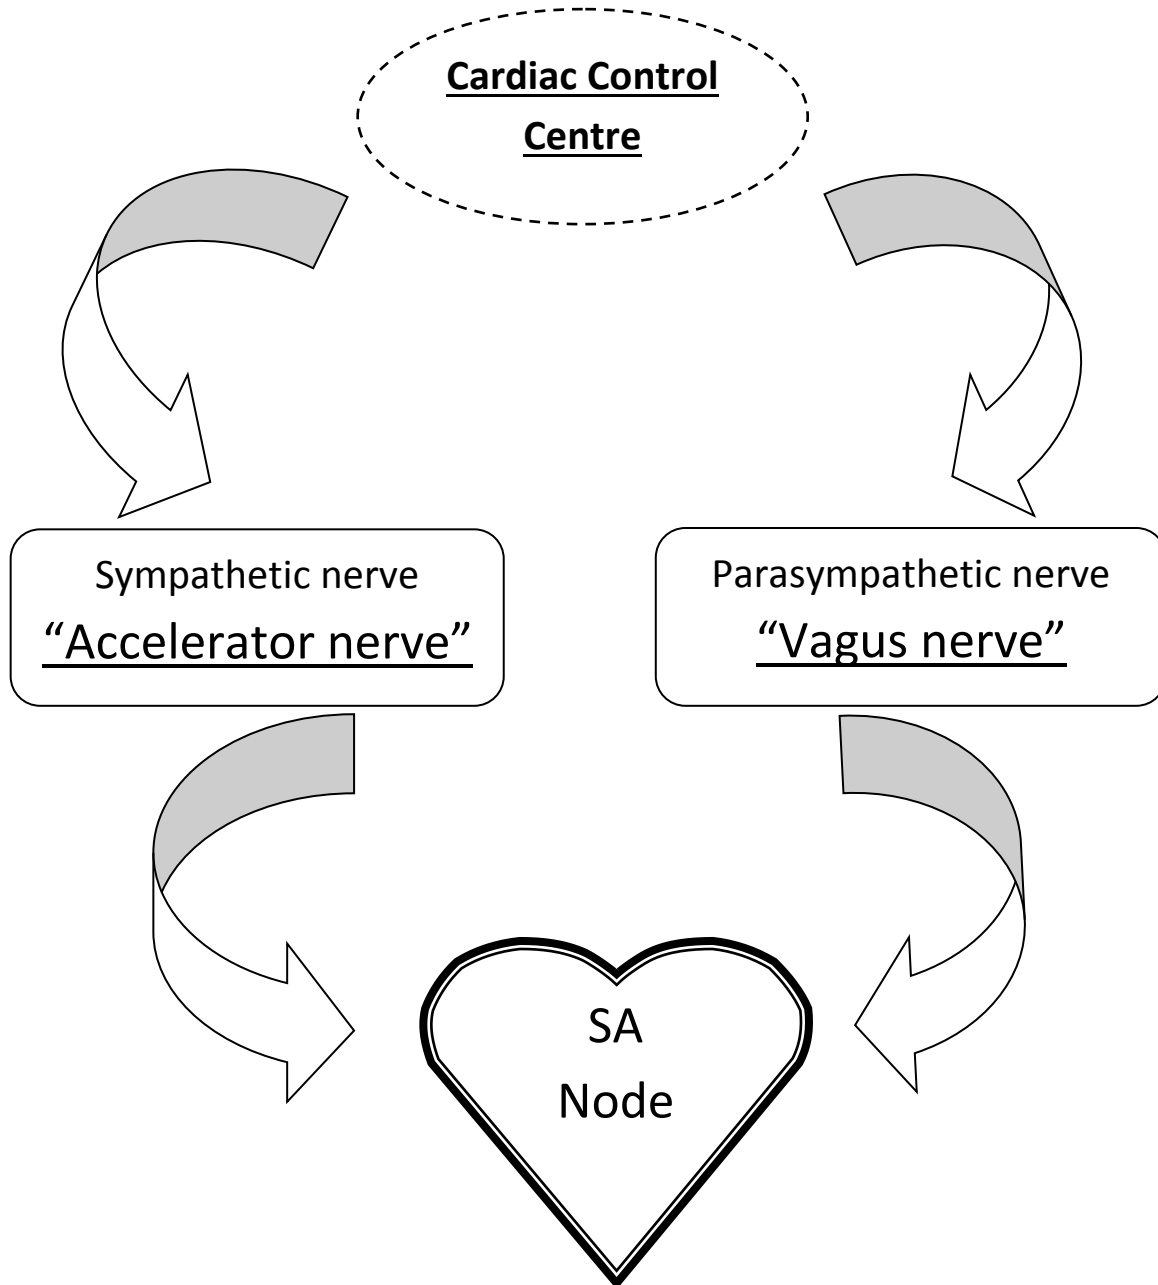 Cardiac Control
Centre
Sympathetic nerve
“Accelerator nerve”
Parasympathetic nerve
“Vagus nerve”
SA
Node